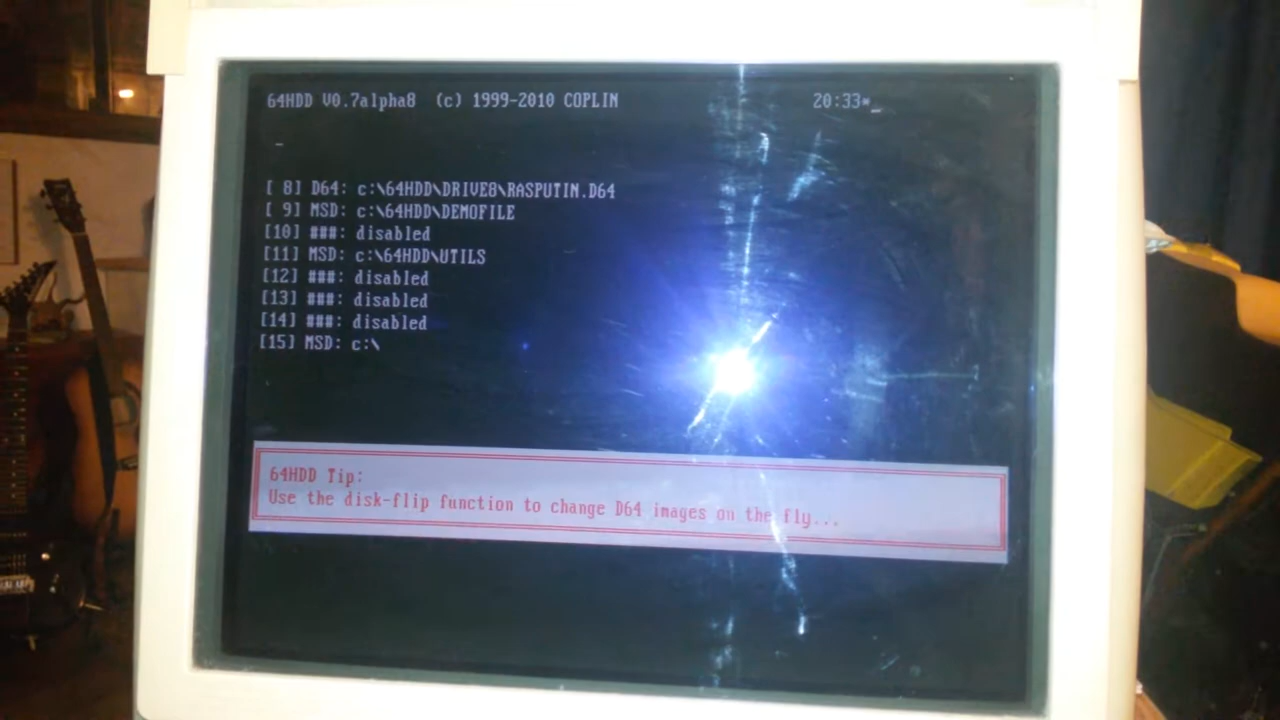 64HDD V0.7alpha8 (c) 1999-2010 COPLIN 20:33*_
[ 8] D64: c:\64HDD\DRIVE8\RASPUTIN.D64
[ 9] MSD: c:\64HDD\DEMOFILE
[10] ###: disabled
[11] MSD: c:\64HDD\UTILS
[12] ###: disabled
[13] ###: disabled
[14] ###: disabled
[15] MSD: c:\
64HDD Tip:
Use the disk-flip function to change D64 images on the fly...